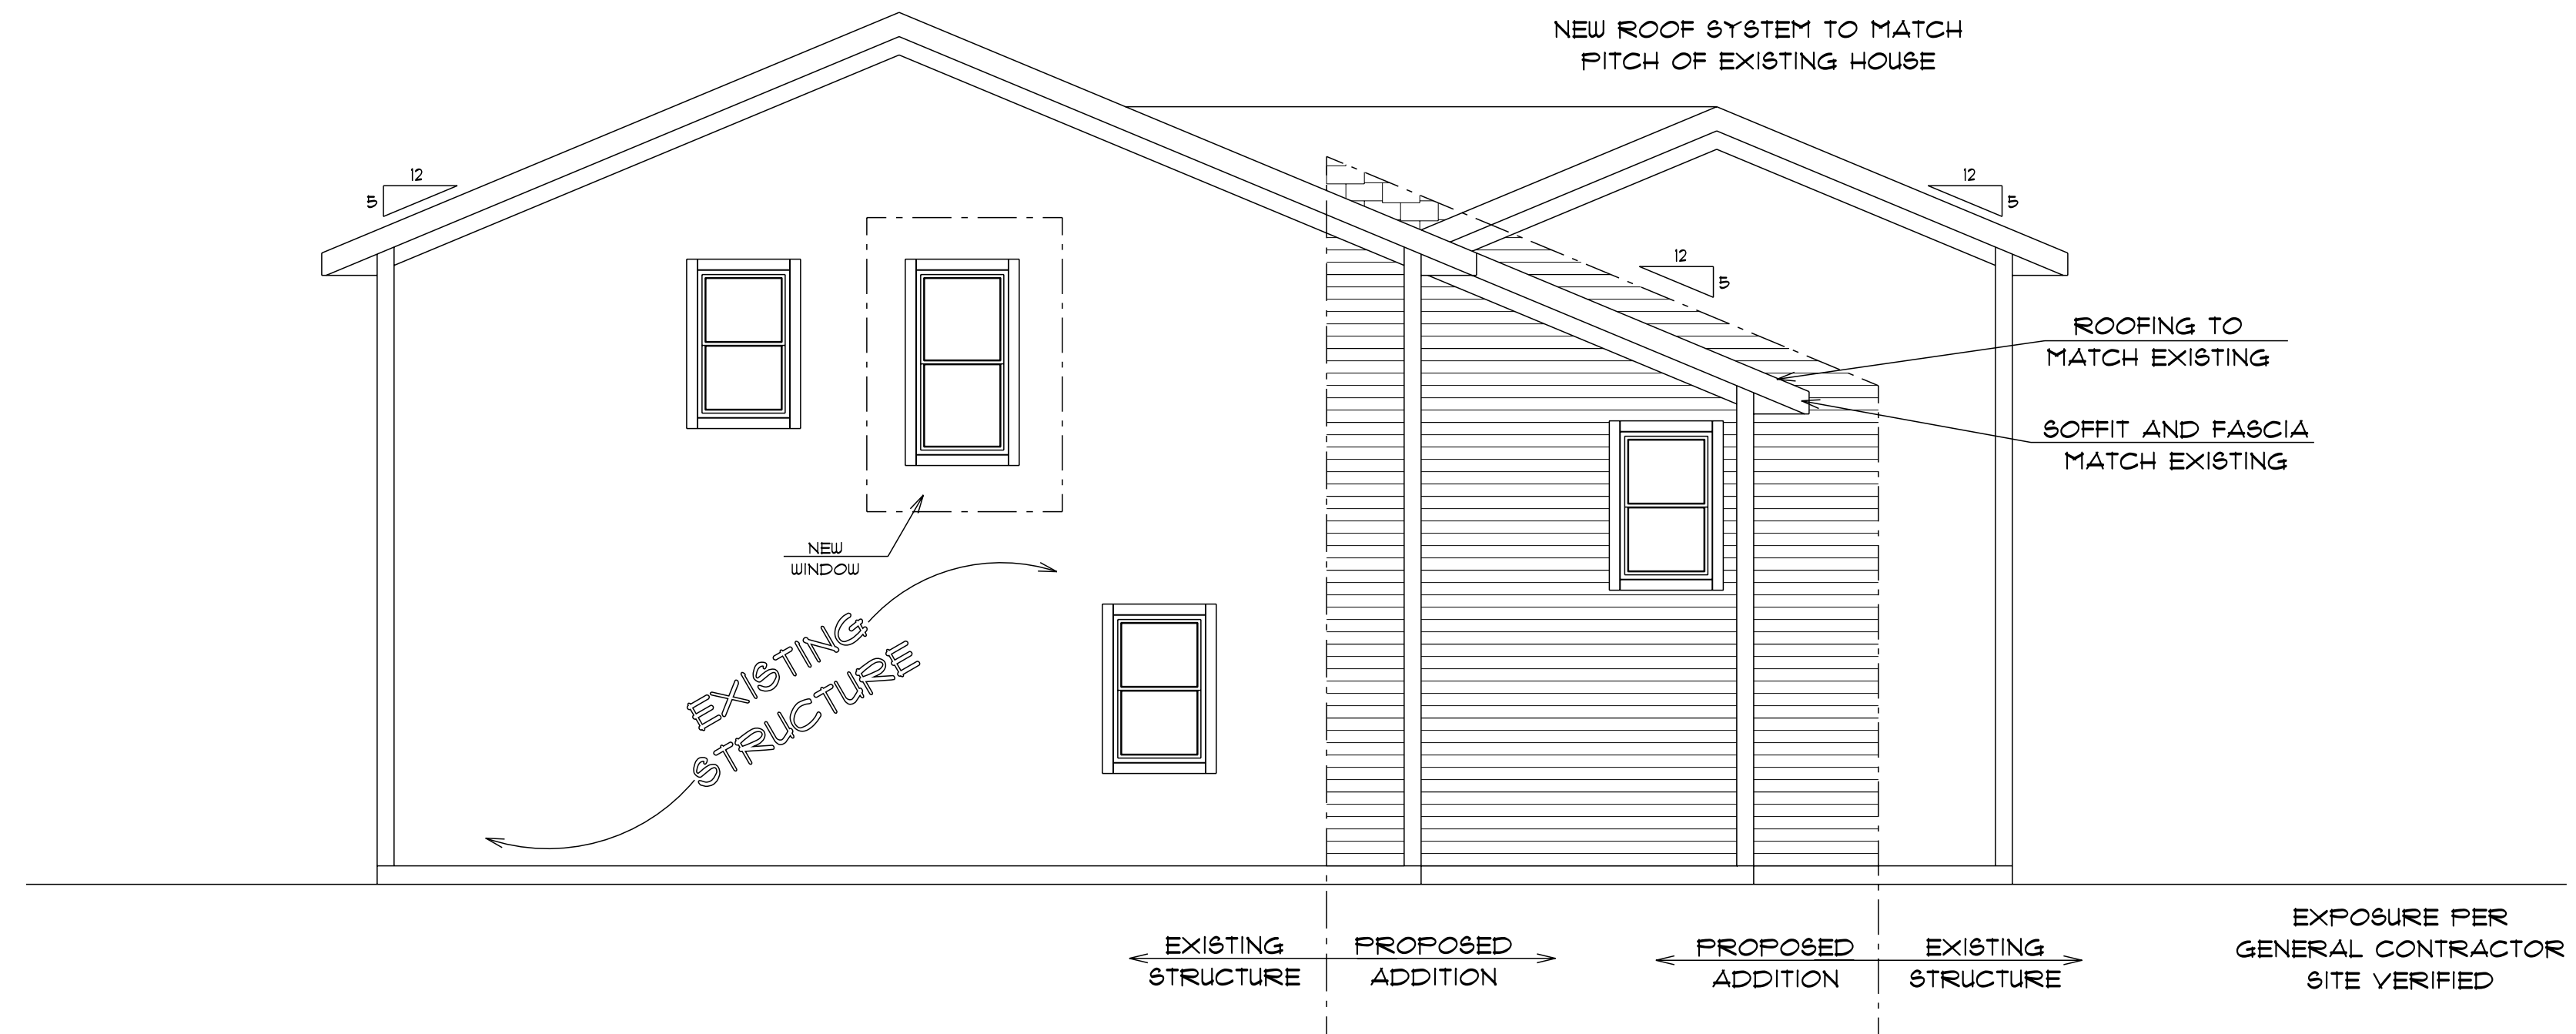 NEW ROOF SYSTEM TO MATCH
PITCH OF EXISTING HOUSE
12
5
12
5
12
5
ROOFING TO
MATCH EXISTING
SOFFIT AND FASCIA
MATCH EXISTING
NEW
WINDOW
EXISTING
STRUCTURE
EXISTING
STRUCTURE
PROPOSED
ADDITION
PROPOSED
ADDITION
EXISTING
STRUCTURE
EXPOSURE PER
GENERAL CONTRACTOR
SITE VERIFIED